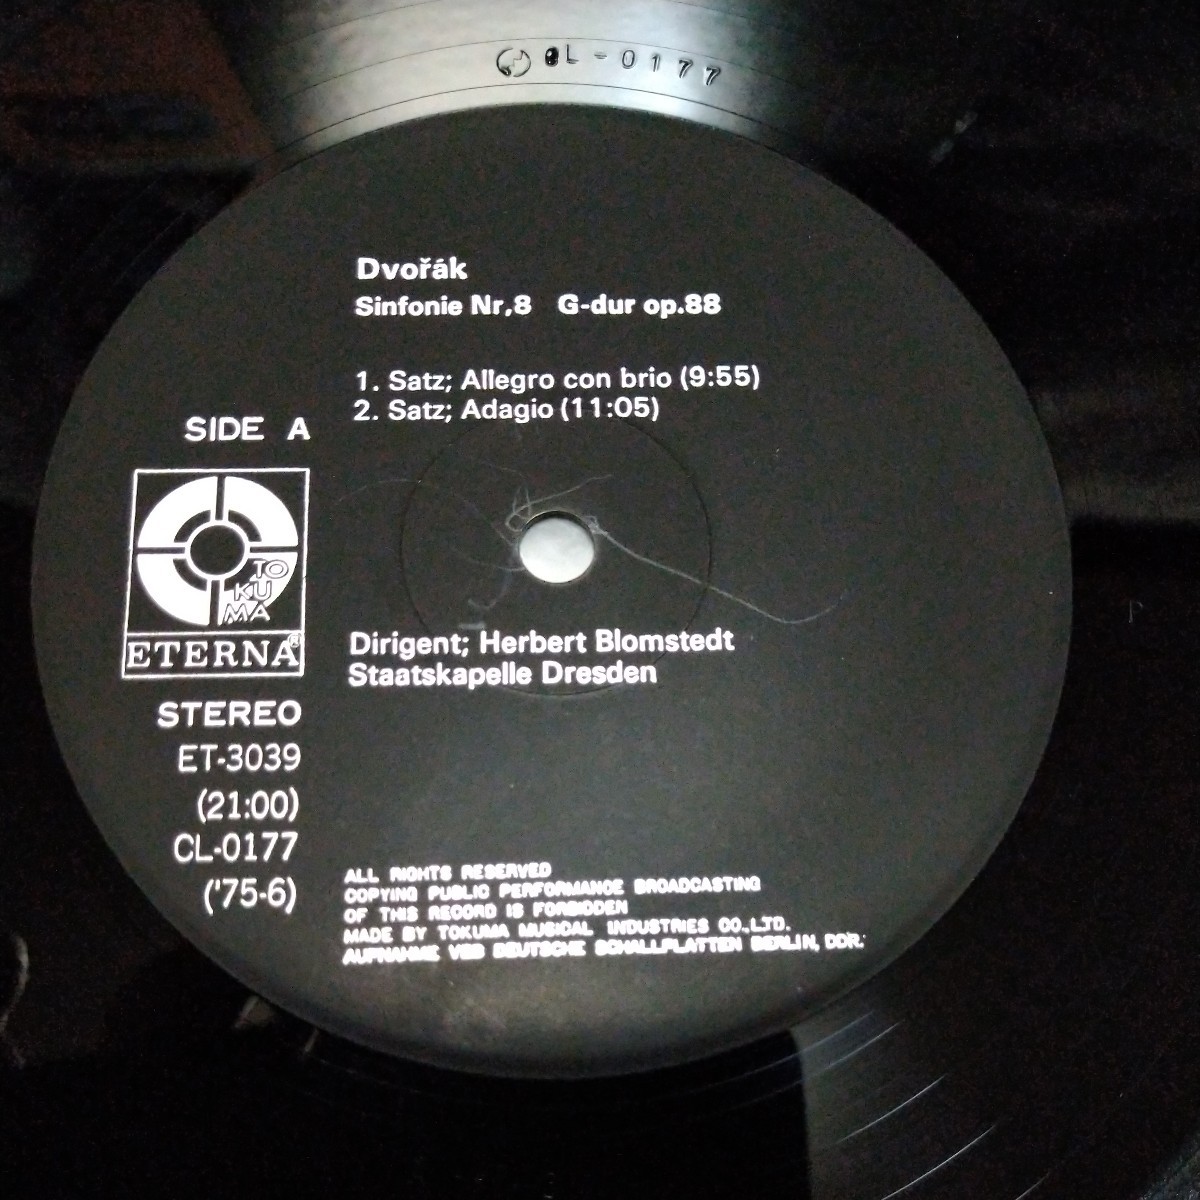 CL-0177
Dvořák
Sinfonie Nr,8 G-dur op.88
1. Satz; Allegro con brio (9:55)
2. Satz; Adagio (11:05)
SIDE A
TO
KU
MA
ETERNA®
STEREO
ET-3039
(21:00)
CL-0177
('75-6)
Dirigent; Herbert Blomstedt
Staatskapelle Dresden
ALL RIGHTS RESERVED
COPYING PUBLIC PERFORMANCE BROADCASTING
OF THIS RECORD IS FORBIDDEN
MADE BY TOKUMA MUSICAL INDUSTRIES CO.,LTD.
AUFNAHME VEB DEUTSCHE SCHALLPLATTEN BERLIN, DDR.